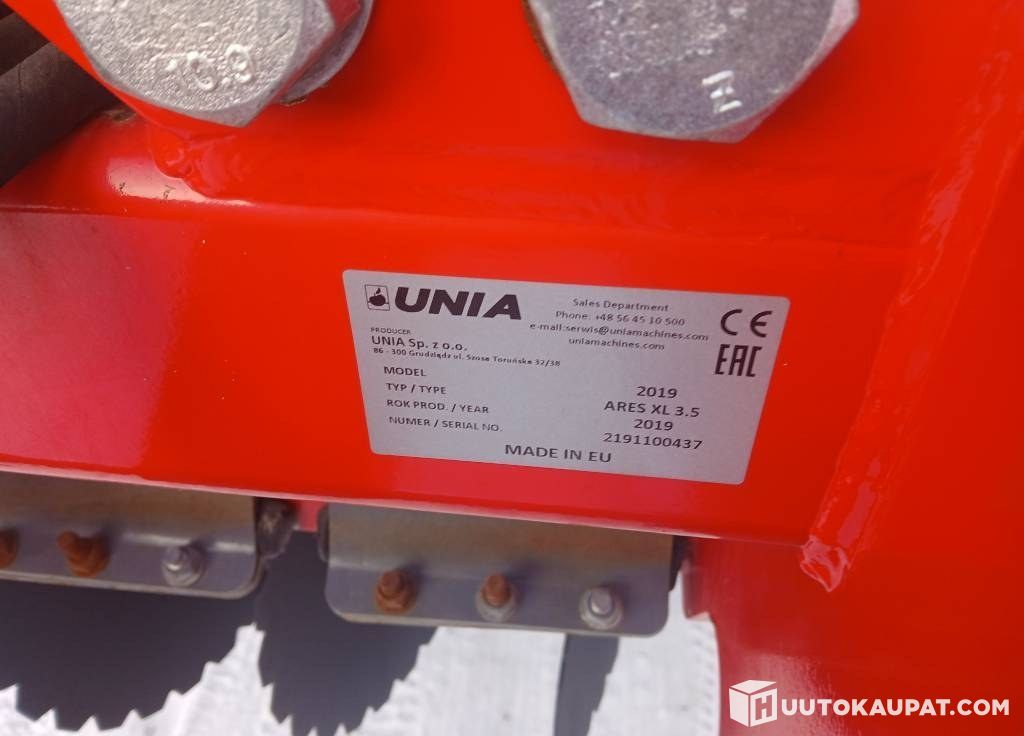 10.9
UNIA
Sales Department
Phone: +48 56 45 10 500
e-mail:serwis@uniamachines.com
uniamachines.com
CE
EAC
PRODUCER
UNIA Sp. z o.o.
86 - 300 Grudziądz ul. Szosa Toruńska 32/38
MODEL 2019
TYP / TYPE ARES XL 3.5
ROK PROD. / YEAR 2019
NUMER / SERIAL NO. 2191100437
MADE IN EU
HUUTOKAUPAT.COM